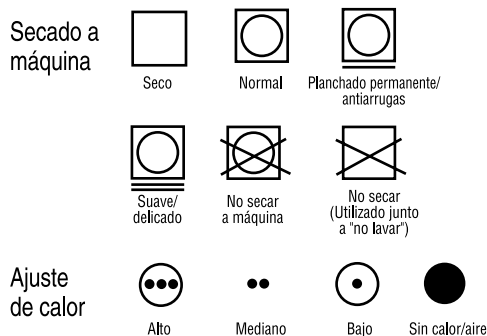 Secado a
máquina
Seco
Normal
Planchado permanente/
antiarrugas
Suave/
delicado
No secar
a máquina
No secar
(Utilizado junto
a "no lavar")
Ajuste
de calor
Alto
Mediano
Bajo
Sin calor/aire